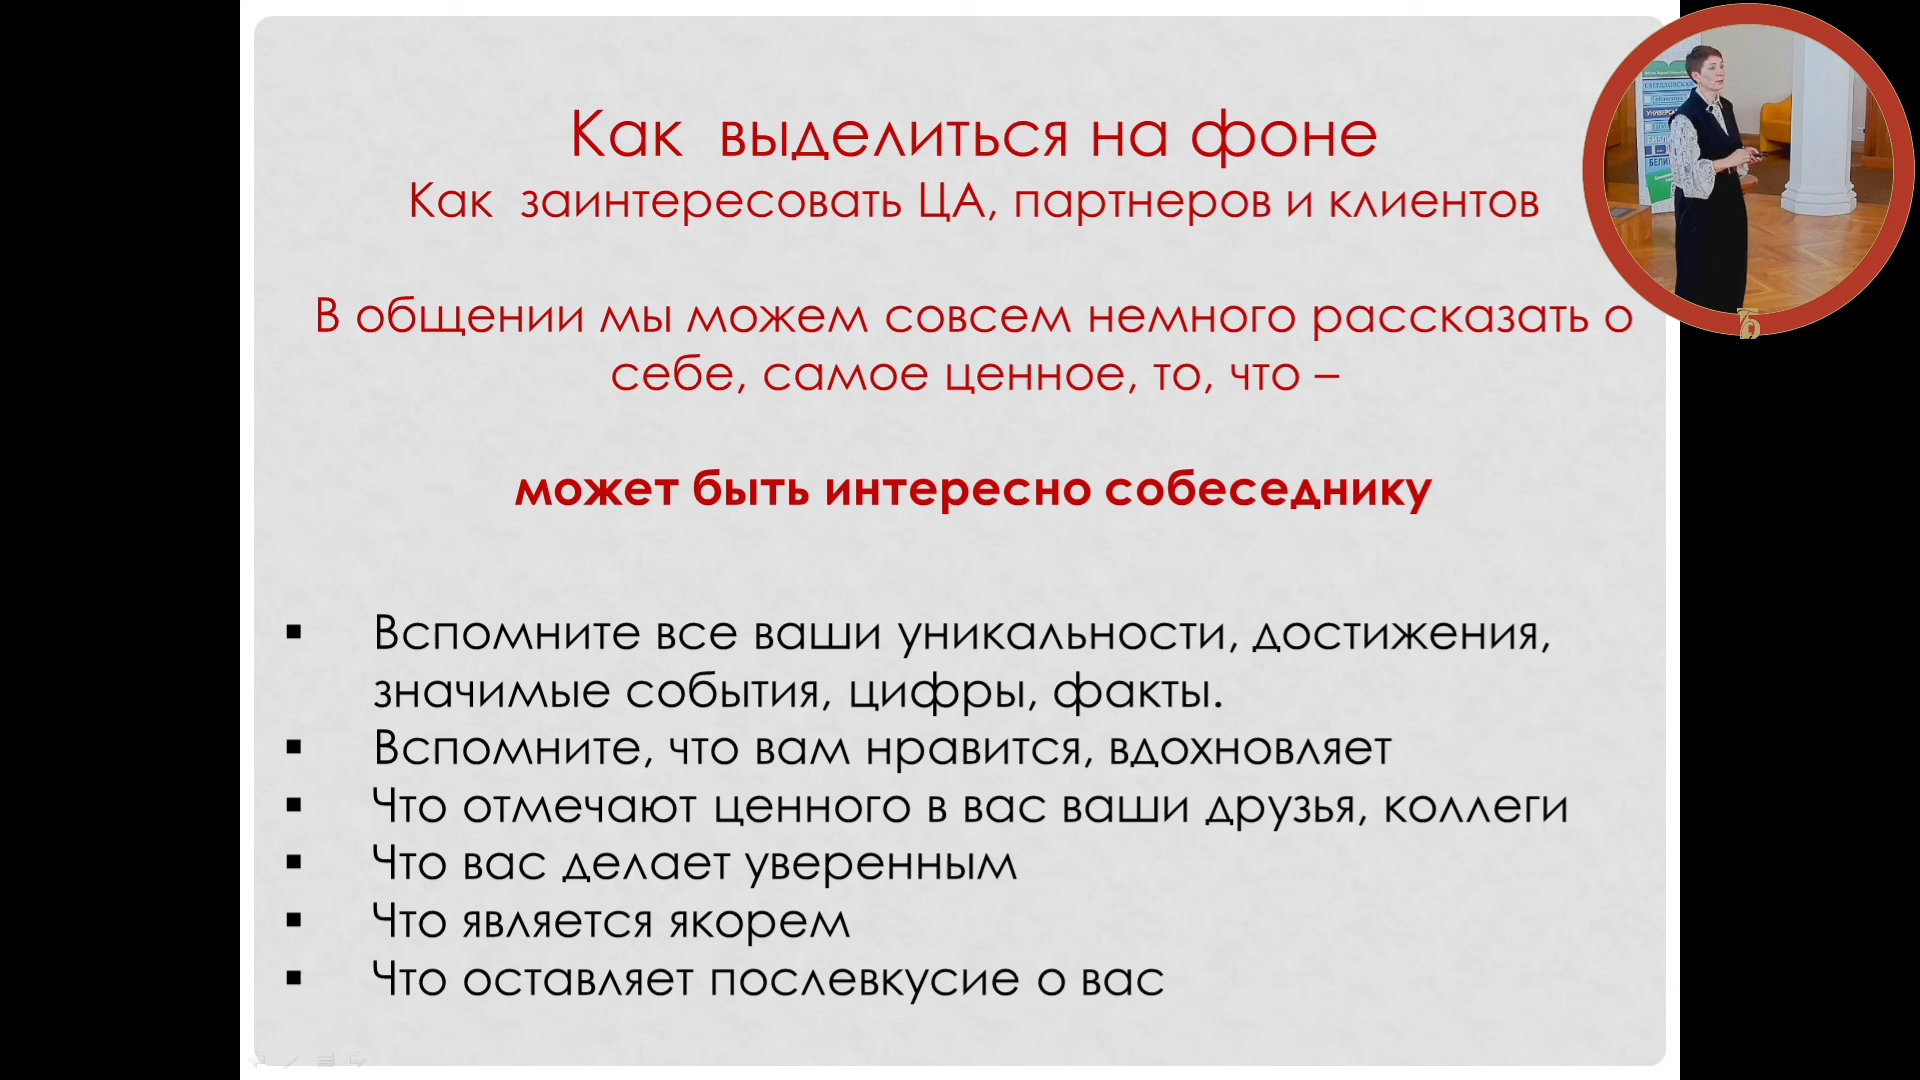 Как выделиться на фоне
Как заинтересовать ЦА, партнеров и клиентов
В общении мы можем совсем немного рассказать о
себе, самое ценное, то, что –
может быть интересно собеседнику
Вспомните все ваши уникальности, достижения,
значимые события, цифры, факты.
Вспомните, что вам нравится, вдохновляет
Что отмечают ценного в вас ваши друзья, коллеги
Что вас делает уверенным
Что является якорем
Что оставляет послевкусие о вас
СВЕРДЛОВСКАЯ